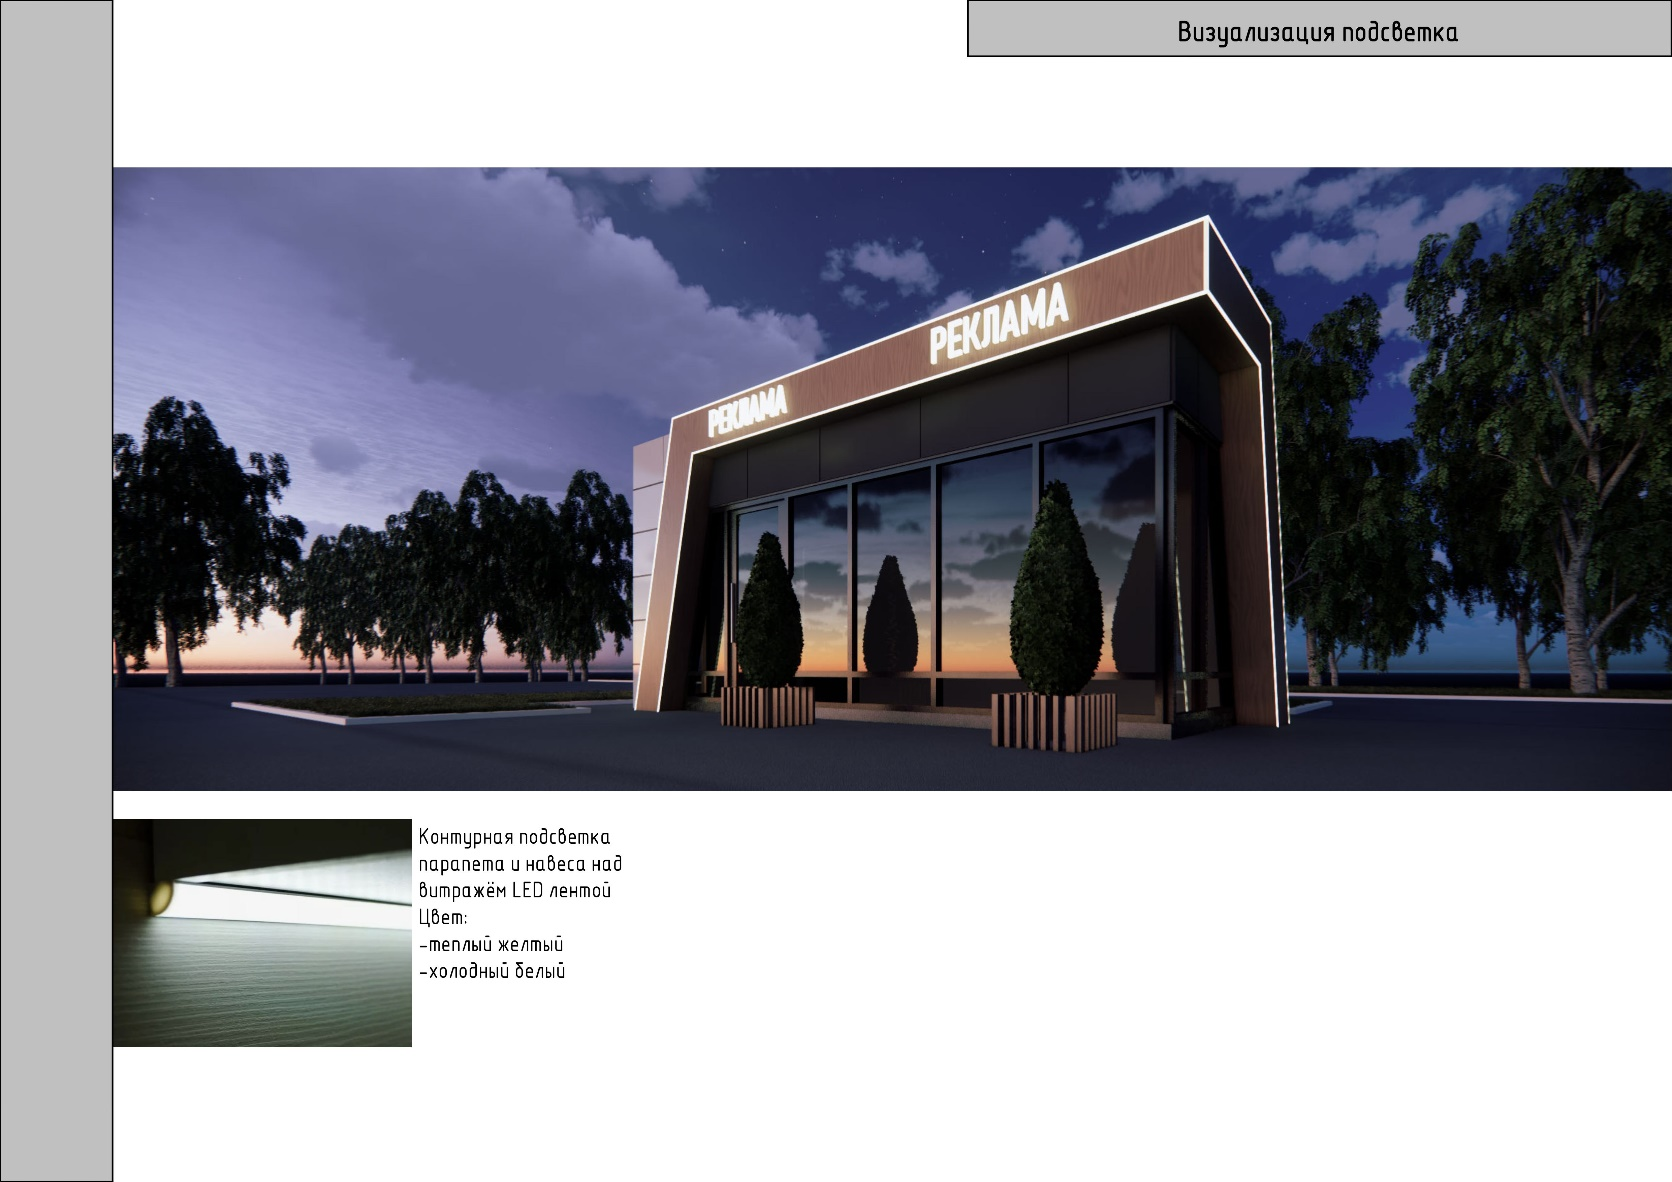 Визуализация подсветка
РЕКЛАМА
РЕКЛАМА
Контурная подсветка
парапета и навеса над
витражём LED лентой
Цвет:
-теплый желтый
-холодный белый